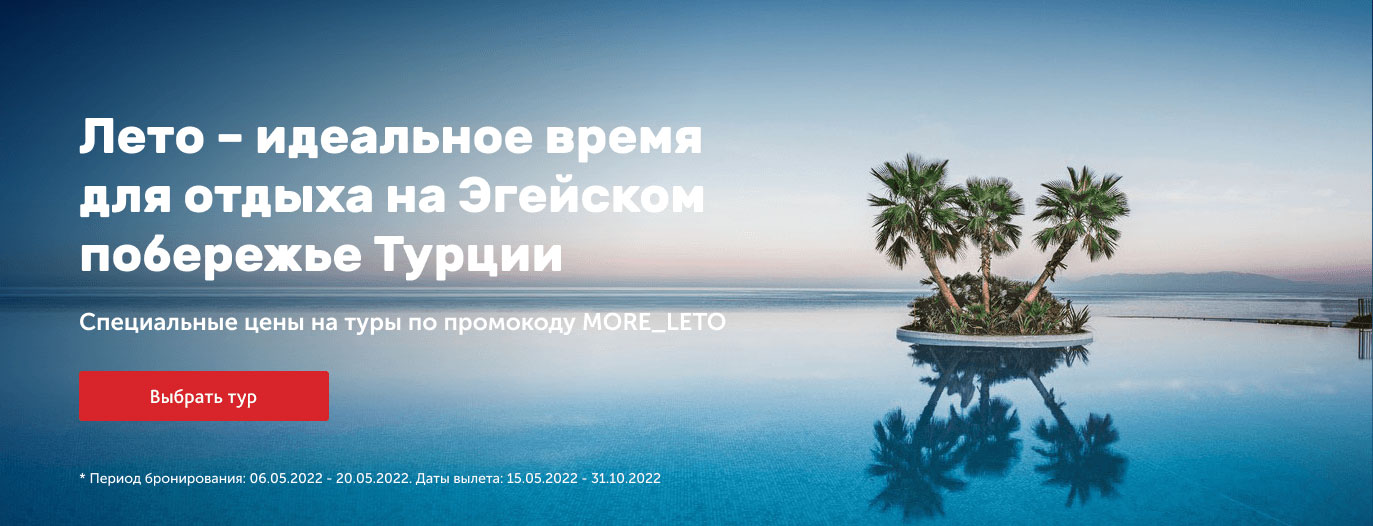 Лето – идеальное время
для отдыха на Эгейском
побережье Турции
Специальные цены на туры по промокоду MORE_LETO
Выбрать тур
* Период бронирования: 06.05.2022 - 20.05.2022. Даты вылета: 15.05.2022 - 31.10.2022